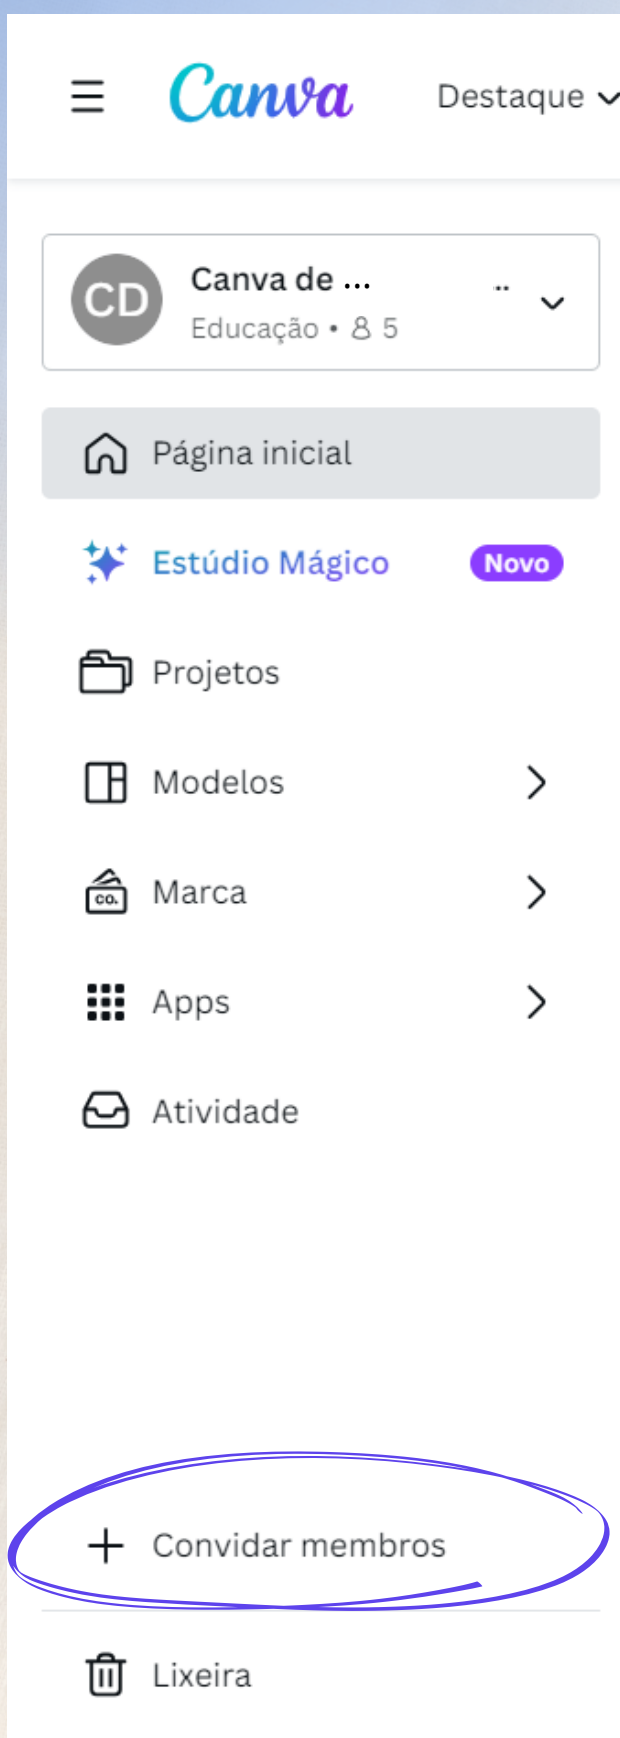 Canva
Destaque
CD
Canva de ...
Educação • 5
Página inicial
Estúdio Mágico
Novo
Projetos
Modelos
CO.
Marca
Apps
Atividade
Convidar membros
Lixeira